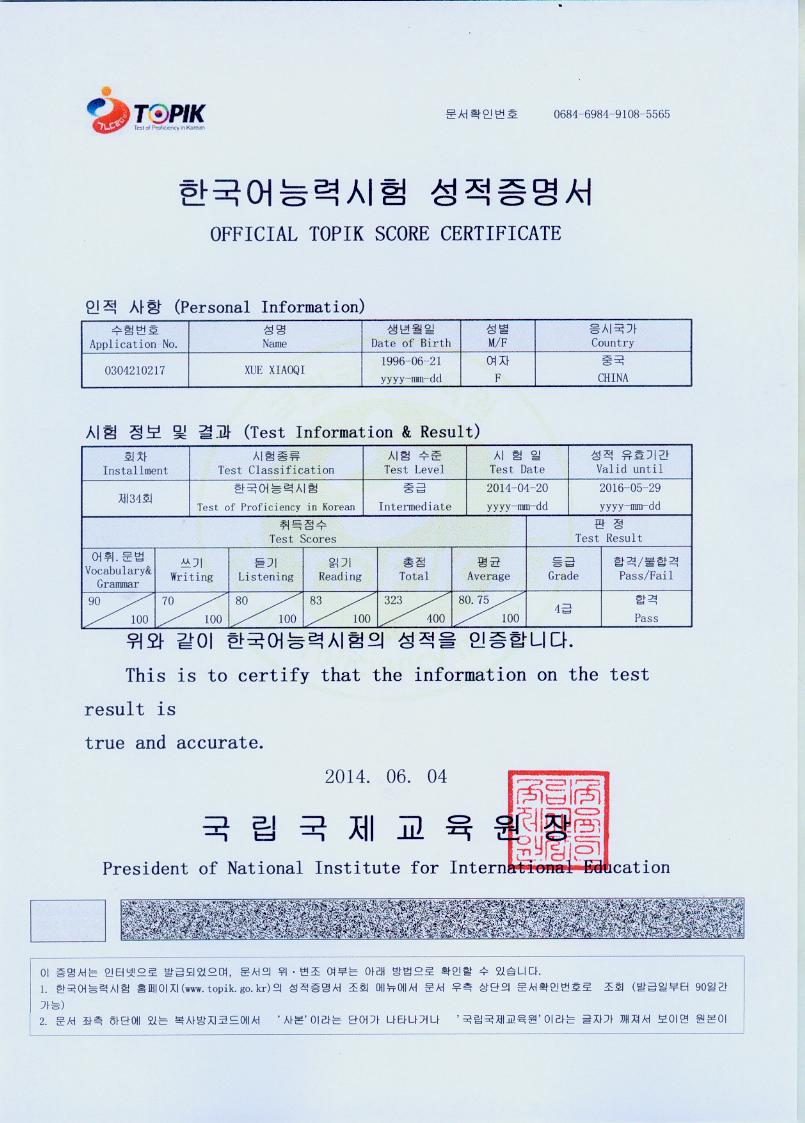 TOPIK
Test of Proficiency in Korean
문서확인번호 0684-6984-9108-5565
한국어능력시험 성적증명서
OFFICIAL TOPIK SCORE CERTIFICATE
인적 사항 (Personal Information)
수험번호 성명 생년월일 성별 응시국가
Application No. Name Date of Birth M/F Country
0304210217 XUE XIAOQI 1996-06-21 여자 중국
yyyy-mm-dd F CHINA
시험 정보 및 결과 (Test Information & Result)
회차 시험종류 시험 수준 시 험 일 성적 유효기간
Installment Test Classification Test Level Test Date Valid until
제34회 한국어능력시험 중급 2014-04-20 2016-05-29
Test of Proficiency in Korean Intermediate yyyy-mm-dd yyyy-mm-dd
취득점수 판 정
Test Scores Test Result
어휘.문법 쓰기 듣기 읽기 총점 평균 등급 합격/불합격
Vocabulary& Grammar Writing Listening Reading Total Average Grade Pass/Fail
90 70 80 83 323 80.75 4급 합격
100 100 100 100 400 100 Pass
위와 같이 한국어능력시험의 성적을 인증합니다.
This is to certify that the information on the test
result is
true and accurate.
2014. 06. 04
국립국제교육원장
President of National Institute for International Education
이 증명서는 인터넷으로 발급되었으며, 문서의 위·변조 여부는 아래 방법으로 확인할 수 있습니다.
1. 한국어능력시험 홈페이지(www.topik.go.kr)의 성적증명서 조회 메뉴에서 문서 우측 상단의 문서확인번호로 조회 (발급일부터 90일간
가능)
2. 문서 좌측 하단에 있는 복사방지코드에서 '사본'이라는 단어가 나타나거나 '국립국제교육원'이라는 글자가 깨져서 보이면 원본이